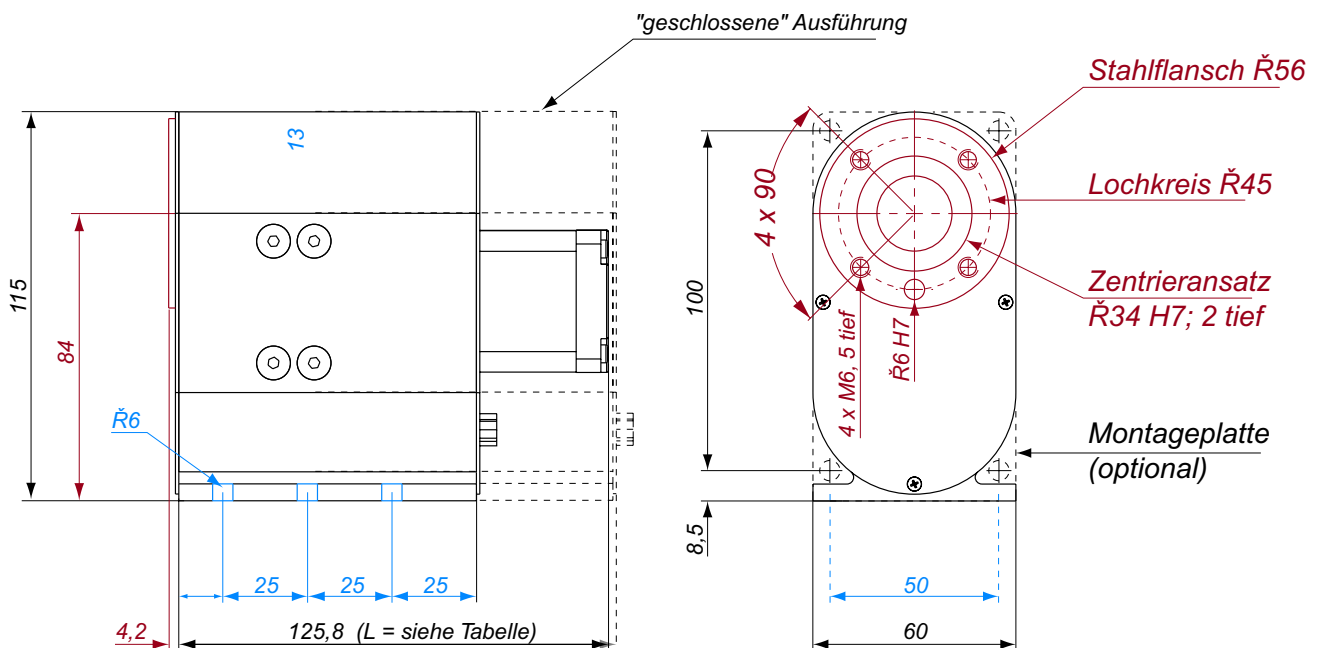 "geschlossene" Ausführung
Stahlflansch Ř56
13
4 x 90
Lochkreis Ř45
115
84
100
Zentrieransatz
Ř34 H7; 2 tief
4 x M6, 5 tief
Ř6 H7
Ř6
Montageplatte
(optional)
8,5
25
25
25
50
4,2
125,8 (L = siehe Tabelle)
60